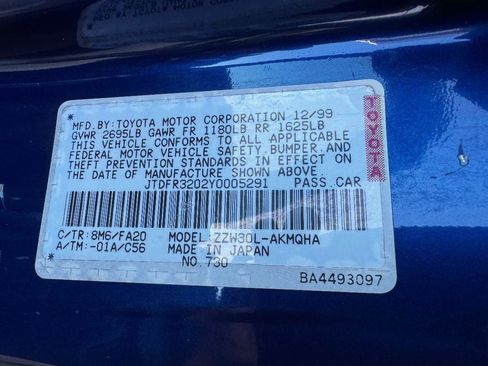 MFD.BY:TOYOTA MOTOR CORPORATION 12/99
GVWR 2695LB GAWR FR 1180LB RR 1625LB
THIS VEHICLE CONFORMS TO ALL APPLICABLE
FEDERAL MOTOR VEHICLE SAFETY, BUMPER, AND
THEFT PREVENTION STANDARDS IN EFFECT ON
THE DATE OF MANUFACTURE SHOWN ABOVE.
JTDFR3202Y0005291 PASS.CAR
C/TR:8M6/FA20 MODEL:ZZW30L-AKMQHA
A/TM:-01A/C56 MADE IN JAPAN
NO.730
BA4493097
TOYOTA